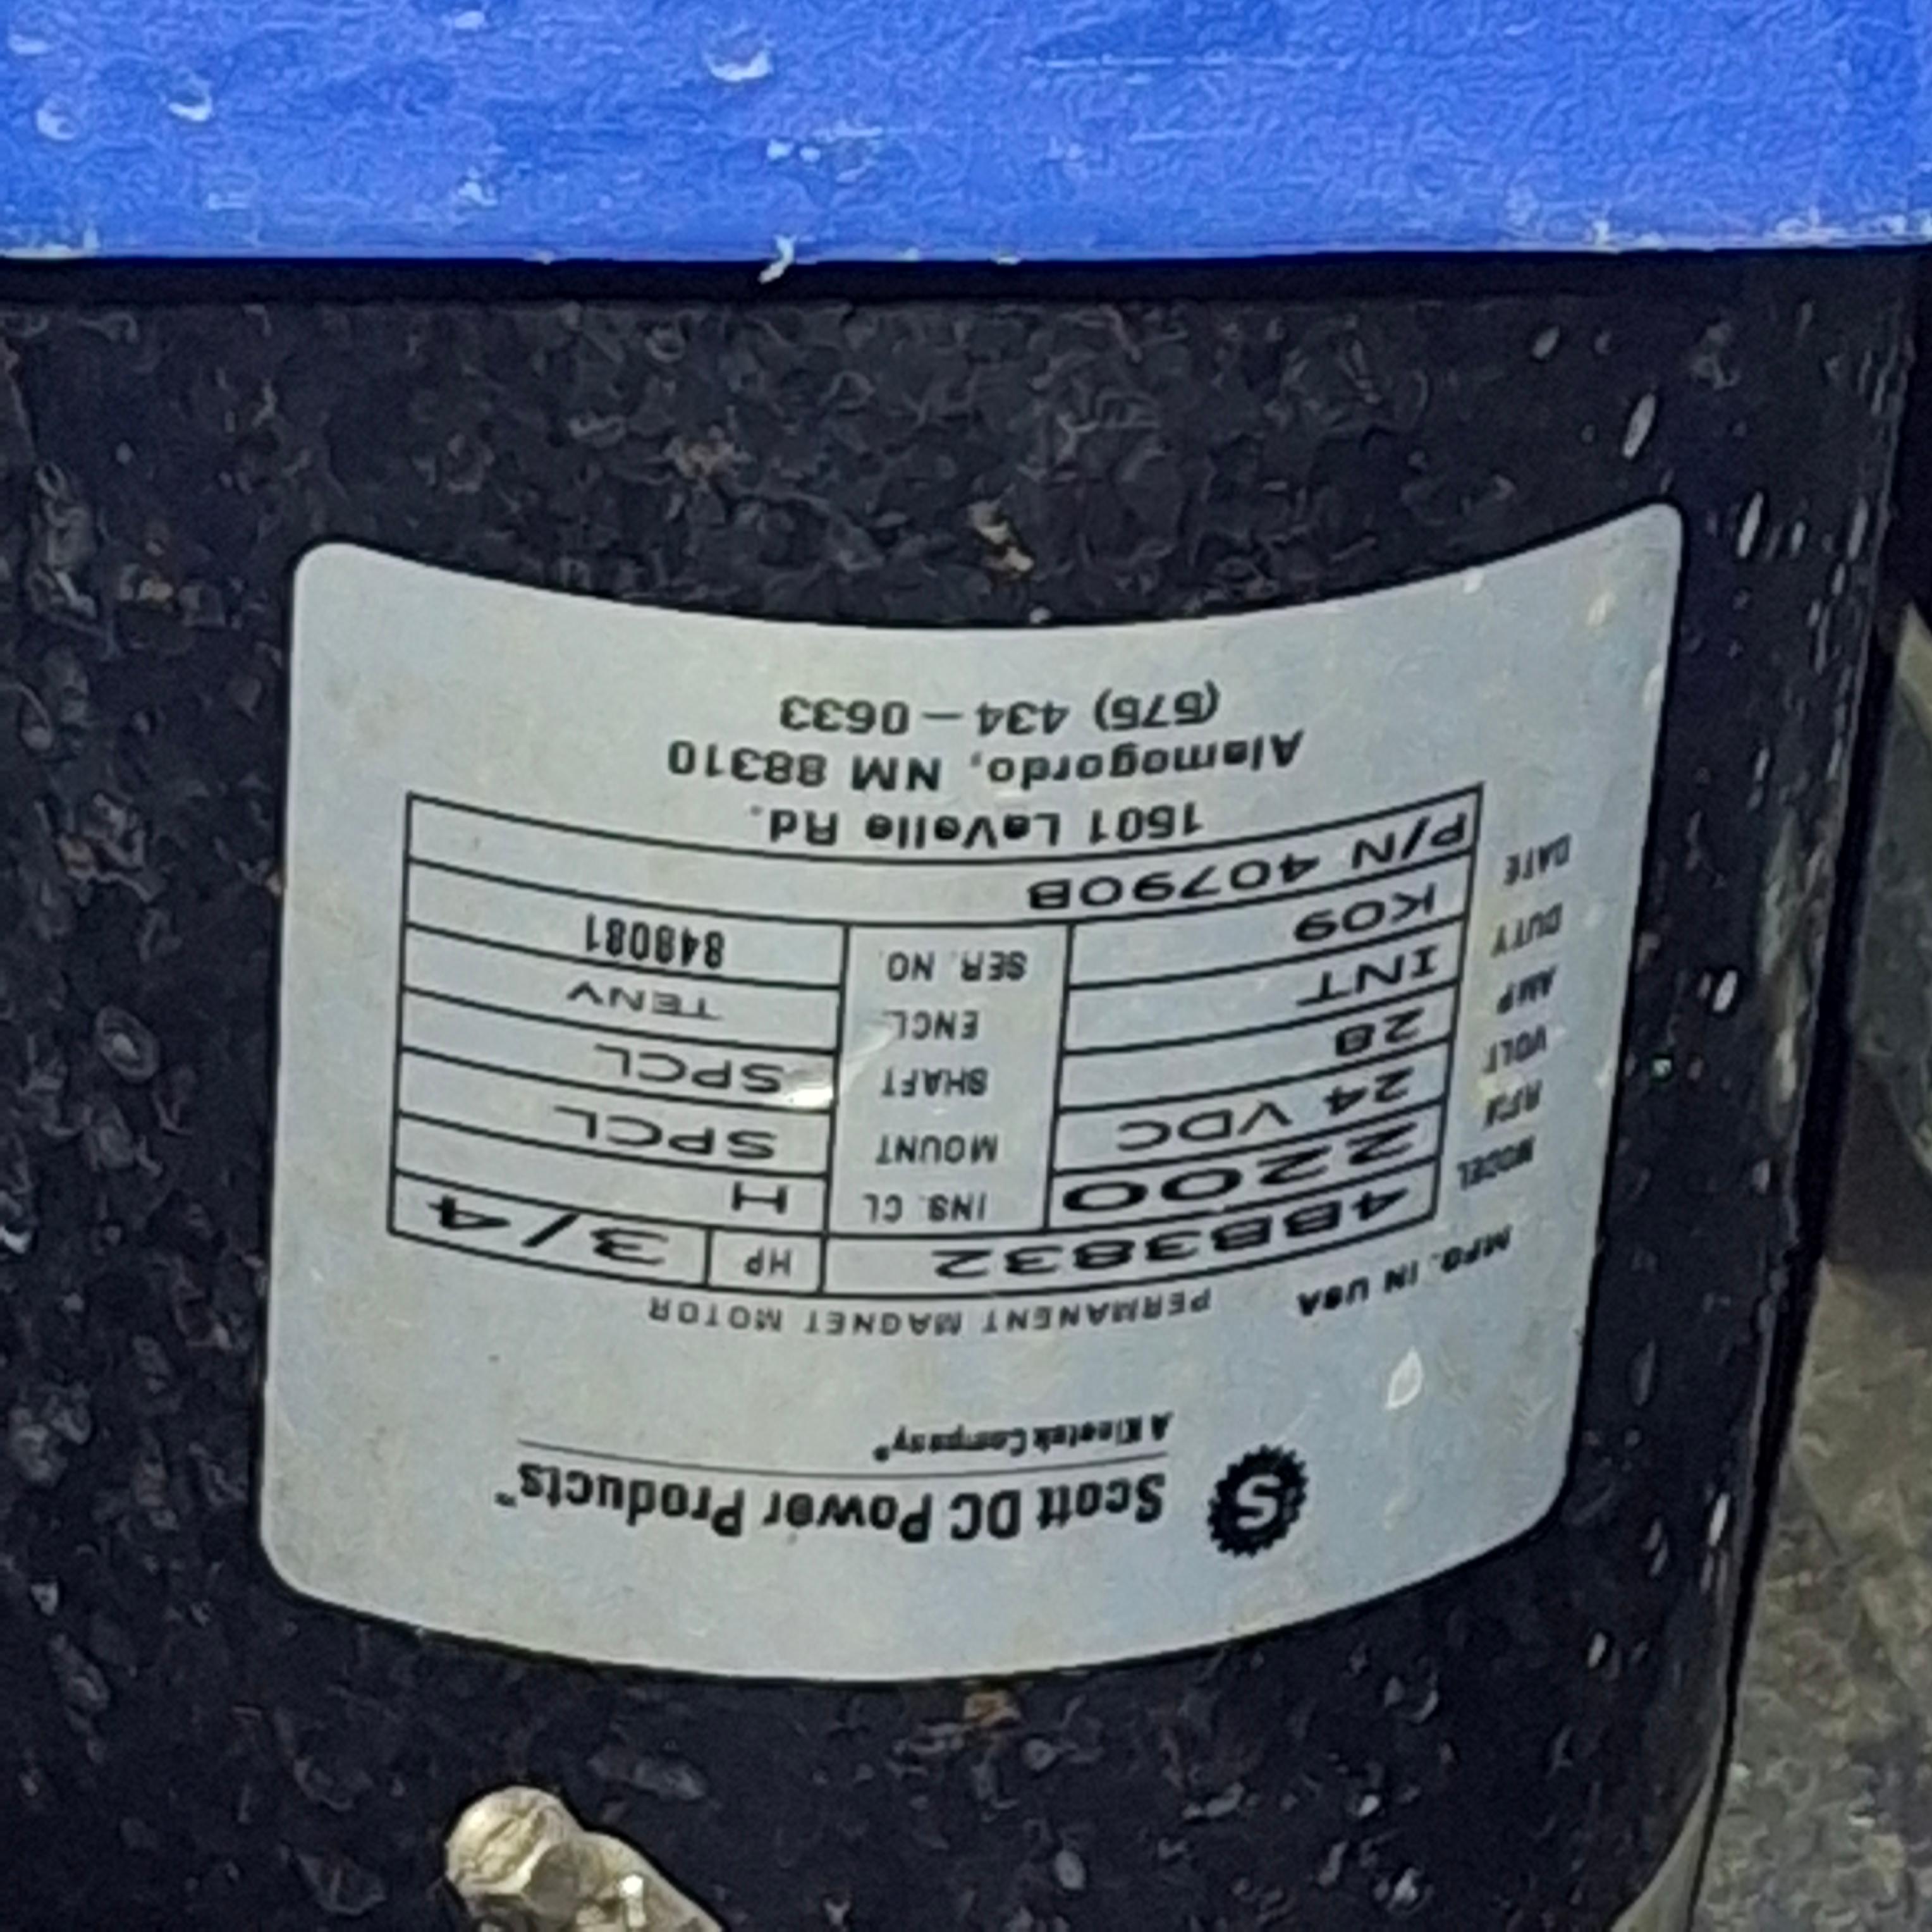 Scott DC Power Products™
A Kinetek Company®
MFG. IN USA PERMANENT MAGNET MOTOR
MODEL 4BB3832 HP 3/4
RPM 2200 INS. CL H
VOLT 24 VDC MOUNT SPCL
AMP 28 SHAFT SPCL
DUTY INT ENCL. TENV
DATE K09 SER. NO. 848081
P/N 40790B
1601 LaVelle Rd.
Alamogordo, NM 88310
(575) 434-0633